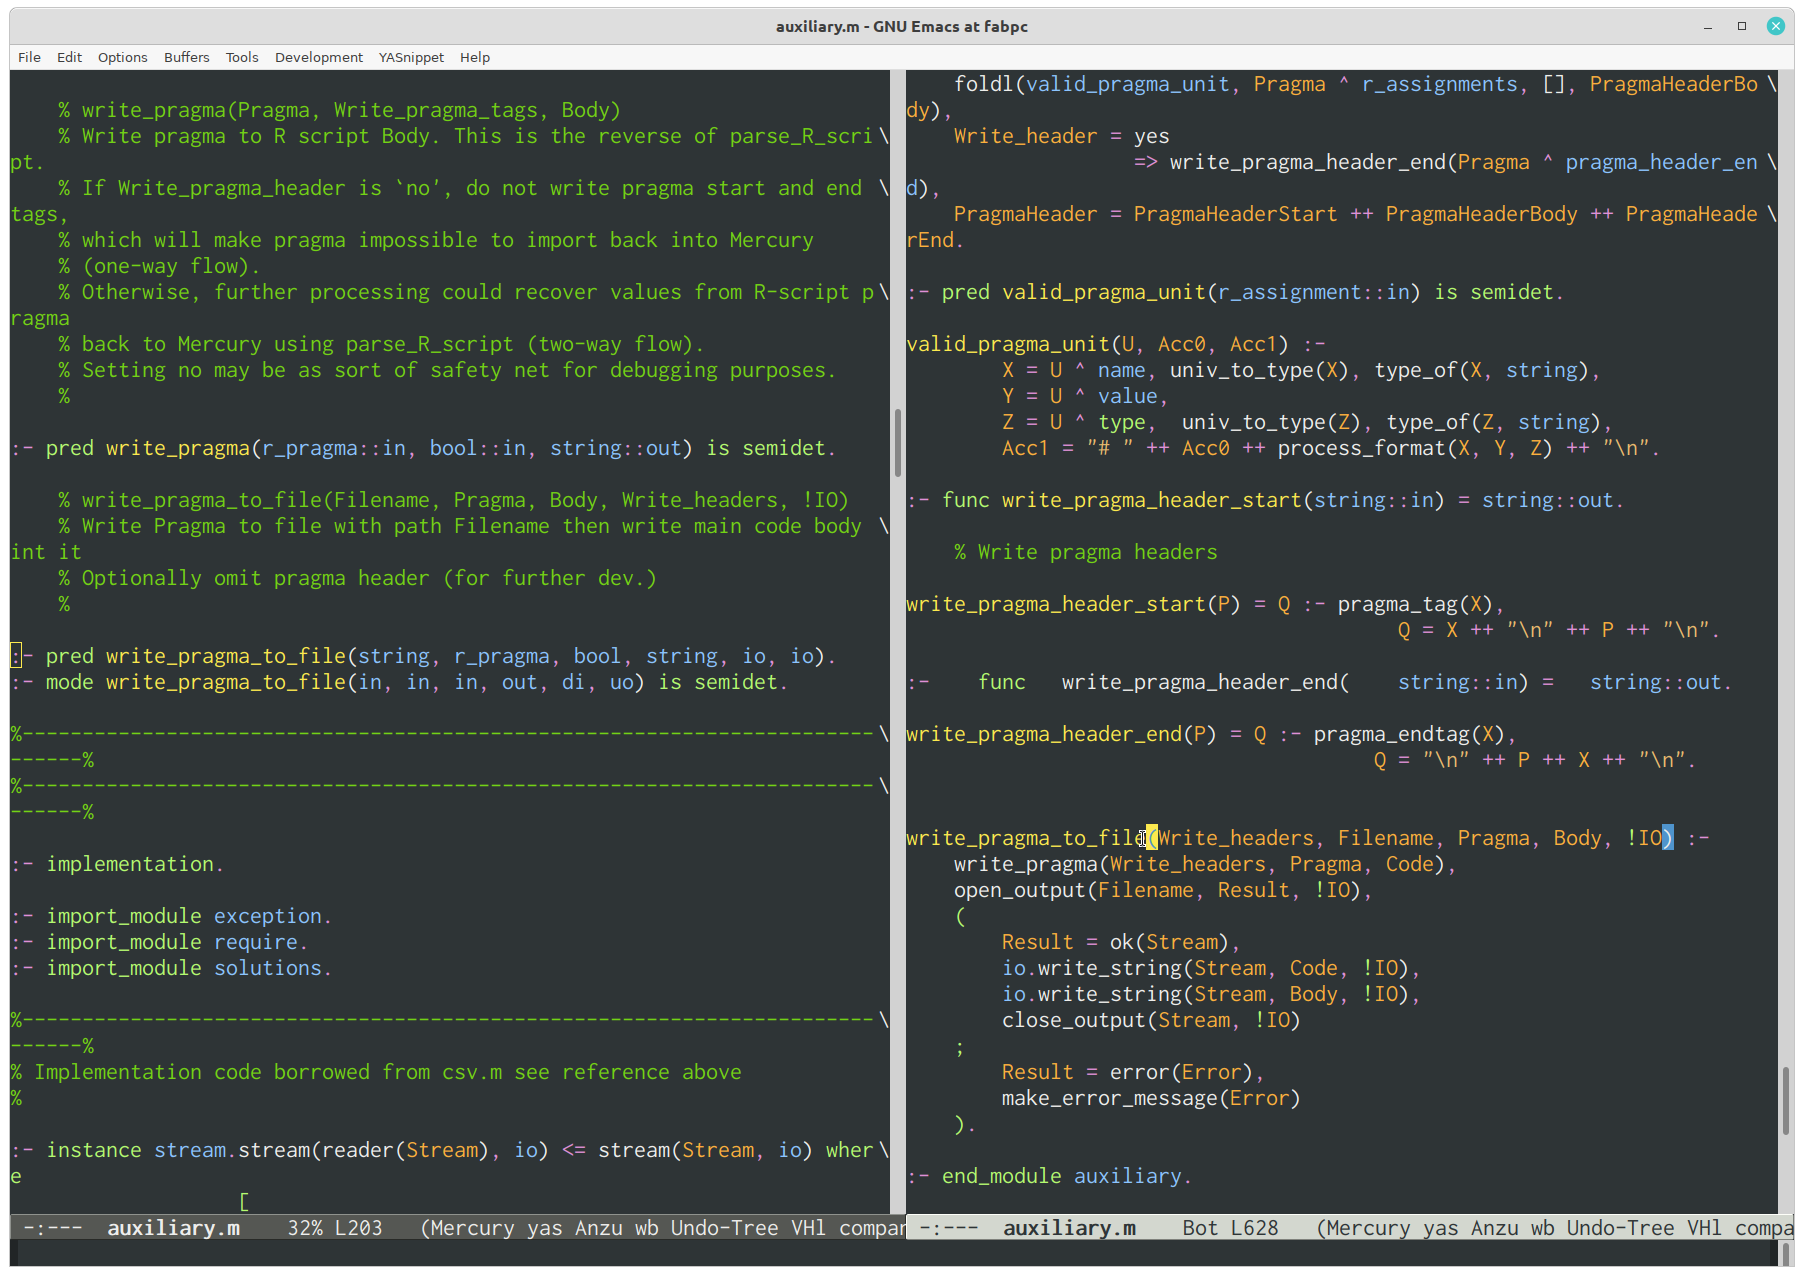 auxiliary.m - GNU Emacs at fabpc
File Edit Options Buffers Tools Development YASnippet Help
% write_pragma(Pragma, Write_pragma_tags, Body)
% Write pragma to R script Body. This is the reverse of parse_R_scri\
pt.
% If Write_pragma_header is `no', do not write pragma start and end \
tags,
% which will make pragma impossible to import back into Mercury
% (one-way flow).
% Otherwise, further processing could recover values from R-script p\
ragma
% back to Mercury using parse_R_script (two-way flow).
% Setting no may be as sort of safety net for debugging purposes.
%
:- pred write_pragma(r_pragma::in, bool::in, string::out) is semidet.
% write_pragma_to_file(Filename, Pragma, Body, Write_headers, !IO)
% Write Pragma to file with path Filename then write main code body \
int it
% Optionally omit pragma header (for further dev.)
%
:- pred write_pragma_to_file(string, r_pragma, bool, string, io, io).
:- mode write_pragma_to_file(in, in, in, out, di, uo) is semidet.
%-----------------------------------------------------------------------\
------%
%-----------------------------------------------------------------------\
------%
:- implementation.
:- import_module exception.
:- import_module require.
:- import_module solutions.
%-----------------------------------------------------------------------\
------%
% Implementation code borrowed from csv.m see reference above
%
:- instance stream.stream(reader(Stream), io) <= stream(Stream, io) wher\
e
[
-:--- auxiliary.m 32% L203 (Mercury yas Anzu wb Undo-Tree VHl compar
foldl(valid_pragma_unit, Pragma ^ r_assignments, [], PragmaHeaderBo\
dy),
Write_header = yes
=> write_pragma_header_end(Pragma ^ pragma_header_en\
d),
PragmaHeader = PragmaHeaderStart ++ PragmaHeaderBody ++ PragmaHeade\
rEnd.
:- pred valid_pragma_unit(r_assignment::in) is semidet.
valid_pragma_unit(U, Acc0, Acc1) :-
X = U ^ name, univ_to_type(X), type_of(X, string),
Y = U ^ value,
Z = U ^ type,  univ_to_type(Z), type_of(Z, string),
Acc1 = "# " ++ Acc0 ++ process_format(X, Y, Z) ++ "\n".
:- func write_pragma_header_start(string::in) = string::out.
% Write pragma headers
write_pragma_header_start(P) = Q :- pragma_tag(X),
Q = X ++ "\n" ++ P ++ "\n".
:-    func   write_pragma_header_end(    string::in) =   string::out.
write_pragma_header_end(P) = Q :- pragma_endtag(X),
Q = "\n" ++ P ++ X ++ "\n".
write_pragma_to_file(Write_headers, Filename, Pragma, Body, !IO) :-
write_pragma(Write_headers, Pragma, Code),
open_output(Filename, Result, !IO),
(
Result = ok(Stream),
io.write_string(Stream, Code, !IO),
io.write_string(Stream, Body, !IO),
close_output(Stream, !IO)
;
Result = error(Error),
make_error_message(Error)
).
:- end_module auxiliary.
-:--- auxiliary.m Bot L628 (Mercury yas Anzu wb Undo-Tree VHl compa